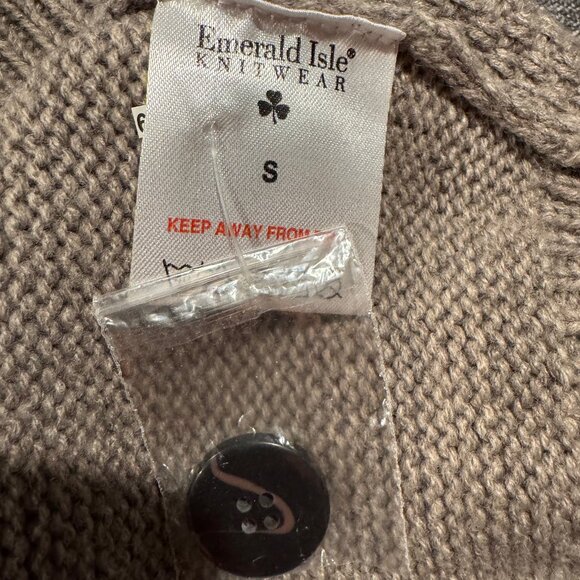 Emerald Isle®
KNITWEAR
S
KEEP AWAY FROM